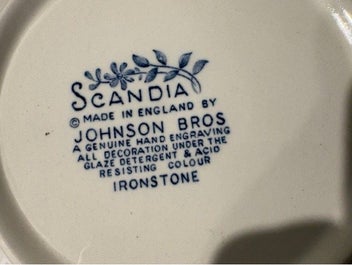 SCANDIA
© MADE IN ENGLAND BY
JOHNSON BROS
A GENUINE HAND ENGRAVING
ALL DECORATION UNDER THE
GLAZE DETERGENT & ACID
RESISTING COLOUR
IRONSTONE